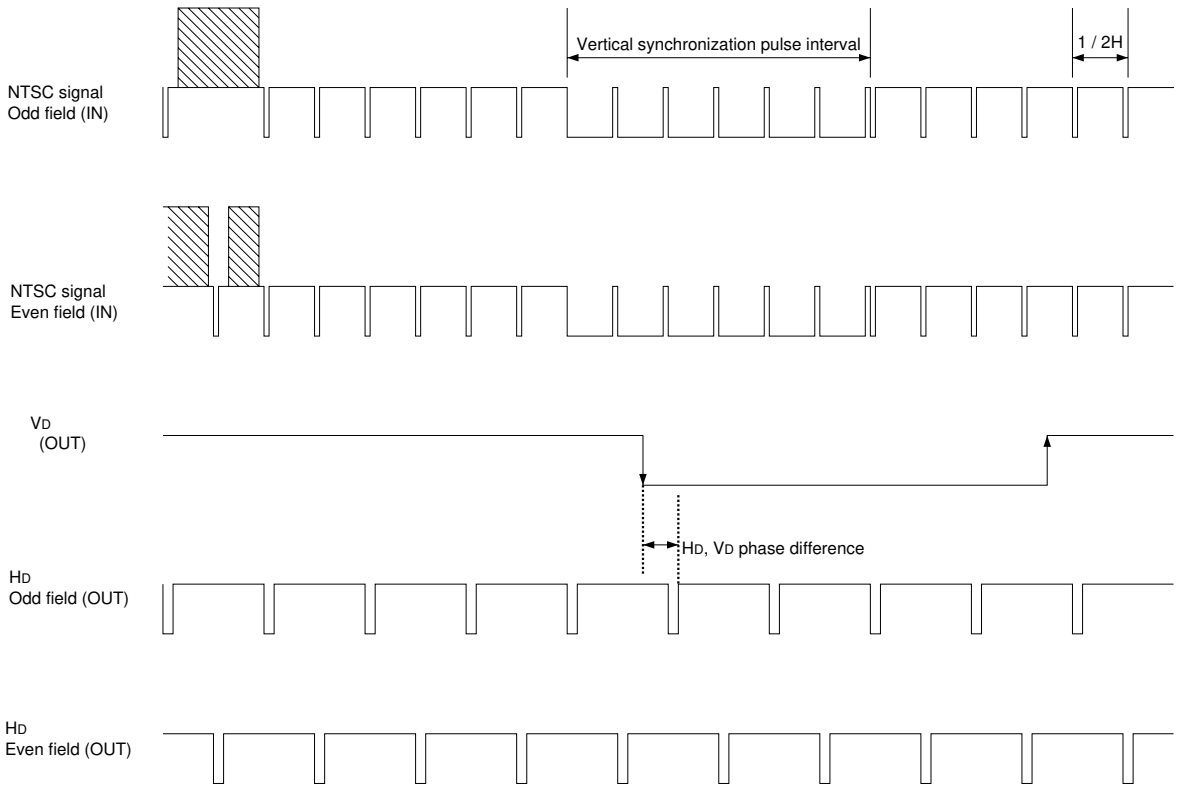 Vertical synchronization pulse interval
1 / 2H
NTSC signal
Odd field (IN)
NTSC signal
Even field (IN)
VD
(OUT)
HD, VD phase difference
HD
Odd field (OUT)
HD
Even field (OUT)